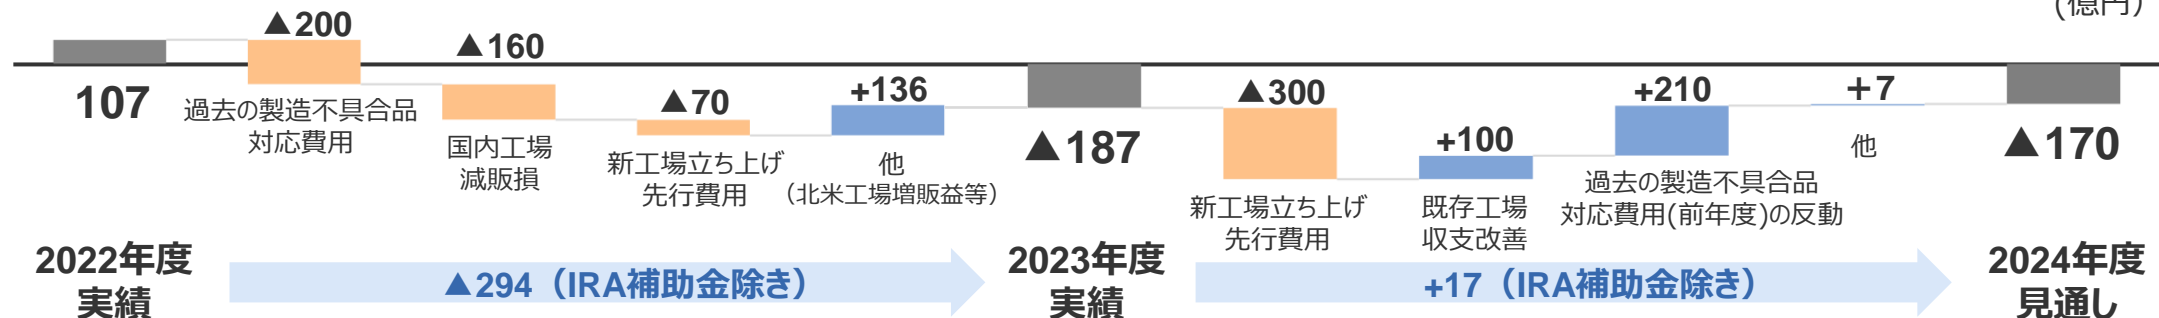 (億円)
107
▲200
過去の製造不具合品
対応費用
▲160
国内工場
減販損
▲70
新工場立ち上げ
先行費用
+136
他
（北米工場増販益等）
▲187
▲300
新工場立ち上げ
先行費用
+100
既存工場
収支改善
+210
過去の製造不具合品
対応費用(前年度)の反動
＋7
他
▲170
2022年度
実績
▲294（IRA補助金除き）
2023年度
実績
+17（IRA補助金除き）
2024年度
見通し